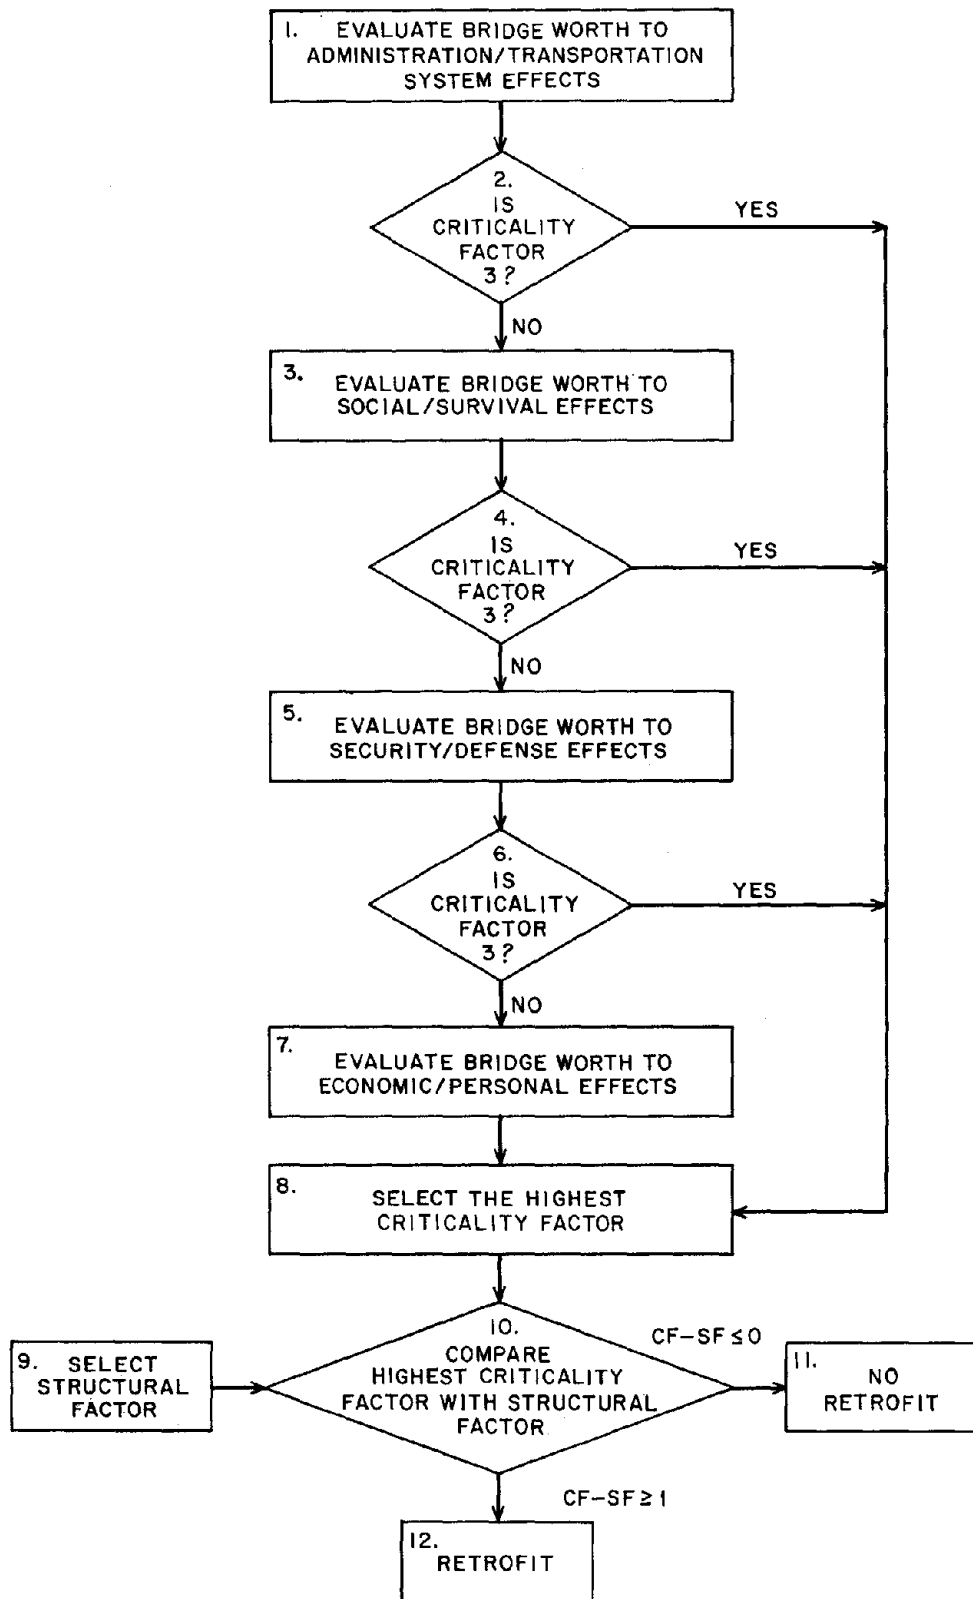 1. EVALUATE BRIDGE WORTH TO
ADMINISTRATION/TRANSPORTATION
SYSTEM EFFECTS
2.
IS
CRITICALITY
FACTOR
3?
YES
NO
3. EVALUATE BRIDGE WORTH TO
SOCIAL/SURVIVAL EFFECTS
4.
IS
CRITICALITY
FACTOR
3?
YES
NO
5. EVALUATE BRIDGE WORTH TO
SECURITY/DEFENSE EFFECTS
6.
IS
CRITICALITY
FACTOR
3?
YES
NO
7. EVALUATE BRIDGE WORTH TO
ECONOMIC/PERSONAL EFFECTS
8. SELECT THE HIGHEST
CRITICALITY FACTOR
9. SELECT
STRUCTURAL
FACTOR
10.
COMPARE
HIGHEST CRITICALITY
FACTOR WITH STRUCTURAL
FACTOR
CF-SF≤0
11. NO
RETROFIT
CF-SF≥1
12.
RETROFIT